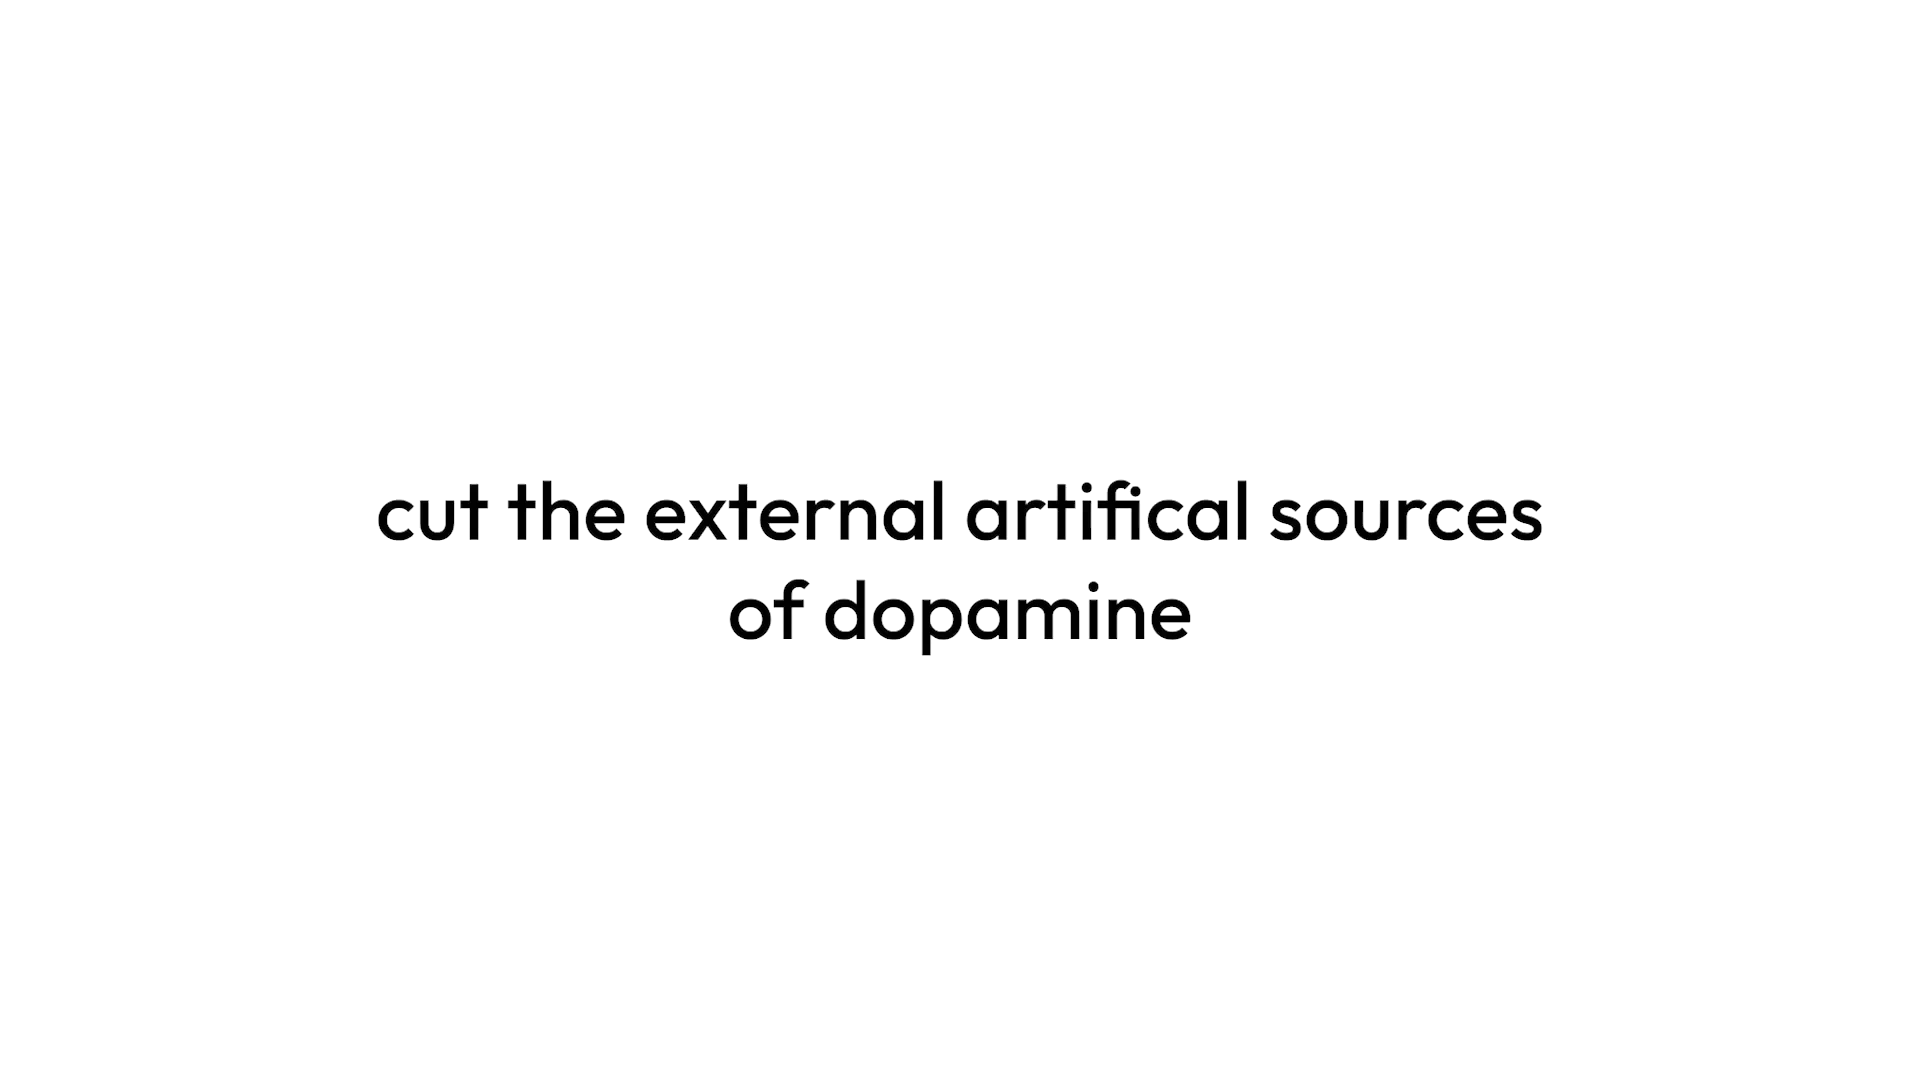 cut the external artifical sources
of dopamine